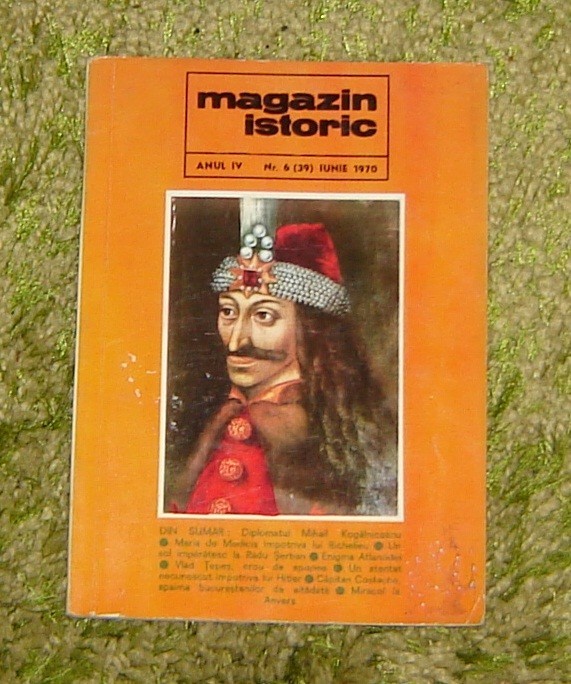 magazin
istoric
ANUL IV Nr. 6 (39) IUNIE 1970
DIN SUMAR: Diplomatul Mihail Kogălniceanu
● Maria de Medicis împotriva lui Richelieu ● Un
sol împărătesc la Radu Șerban ● Enigma Atlantidei
● Vlad Țepeș, erou de epopee ● Un atentat
necunoscut împotriva lui Hitler ● Căpitan Costache,
spaima bucureștenilor de altădată ● Miracol la
Anvers